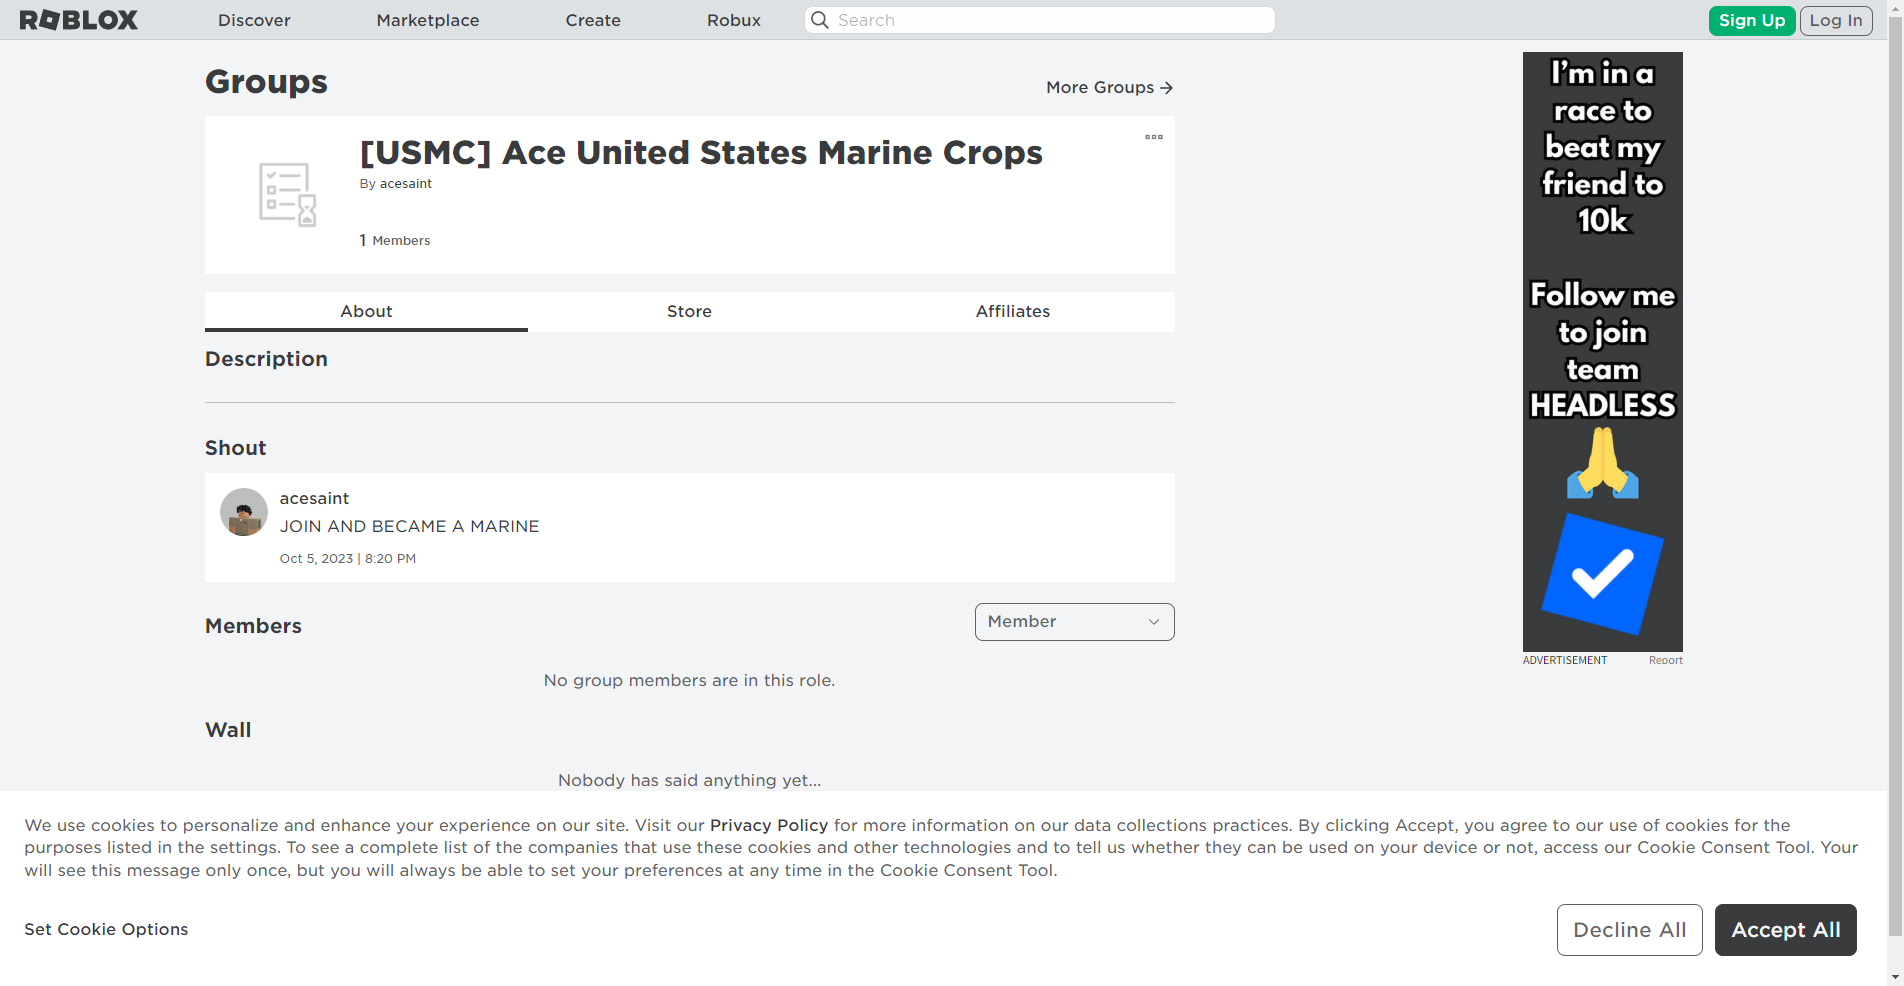 ROBLOX
Discover
Marketplace
Create
Robux
Search
Sign Up
Log In
Groups
More Groups
[USMC] Ace United States Marine Crops
By acesaint
1 Members
About
Store
Affiliates
Description
Shout
acesaint
JOIN AND BECAME A MARINE
Oct 5, 2023 | 8:20 PM
Members
Member
No group members are in this role.
Wall
Nobody has said anything yet...
I'm in a
race to
beat my
friend to
10k
Follow me
to join
team
HEADLESS
ADVERTISEMENT
Report
We use cookies to personalize and enhance your experience on our site. Visit our Privacy Policy for more information on our data collections practices. By clicking Accept, you agree to our use of cookies for the
purposes listed in the settings. To see a complete list of the companies that use these cookies and other technologies and to tell us whether they can be used on your device or not, access our Cookie Consent Tool. Your
will see this message only once, but you will always be able to set your preferences at any time in the Cookie Consent Tool.
Set Cookie Options
Decline All
Accept All